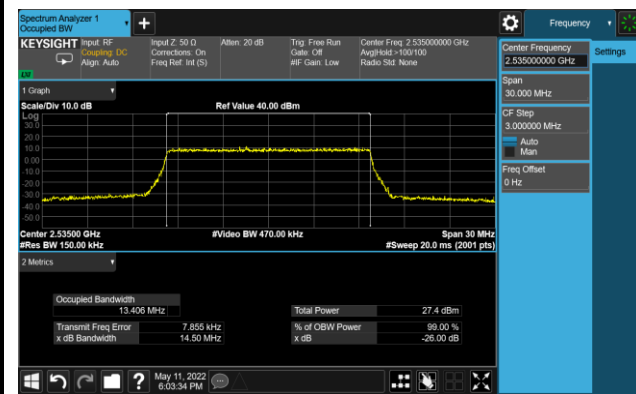 Spectrum Analyzer 1
Occupied BW
Frequency
KEYSIGHT
Input: RF
Coupling: DC
Align: Auto
Input Z: 50 Ω
Corrections: On
Freq Ref: Int (S)
Atten: 20 dB
Trig: Free Run
Gate: Off
#IF Gain: Low
Center Freq: 2.535000000 GHz
Avg|Hold:>100/100
Radio Std: None
Center Frequency
2.535000000 GHz
Settings
Span
30.000 MHz
CF Step
3.000000 MHz
Auto
Man
Freq Offset
0 Hz
1 Graph
Scale/Div 10.0 dB
Ref Value 40.00 dBm
Log
30.0
20.0
10.0
0.00
-10.0
-20.0
-30.0
-40.0
-50.0
Center 2.53500 GHz
#Res BW 150.00 kHz
#Video BW 470.00 kHz
Span 30 MHz
#Sweep 20.0 ms (2001 pts)
2 Metrics
Occupied Bandwidth
13.406 MHz
Total Power 27.4 dBm
Transmit Freq Error 7.855 kHz
% of OBW Power 99.00 %
x dB Bandwidth 14.50 MHz
x dB -26.00 dB
May 11, 2022
6:03:34 PM